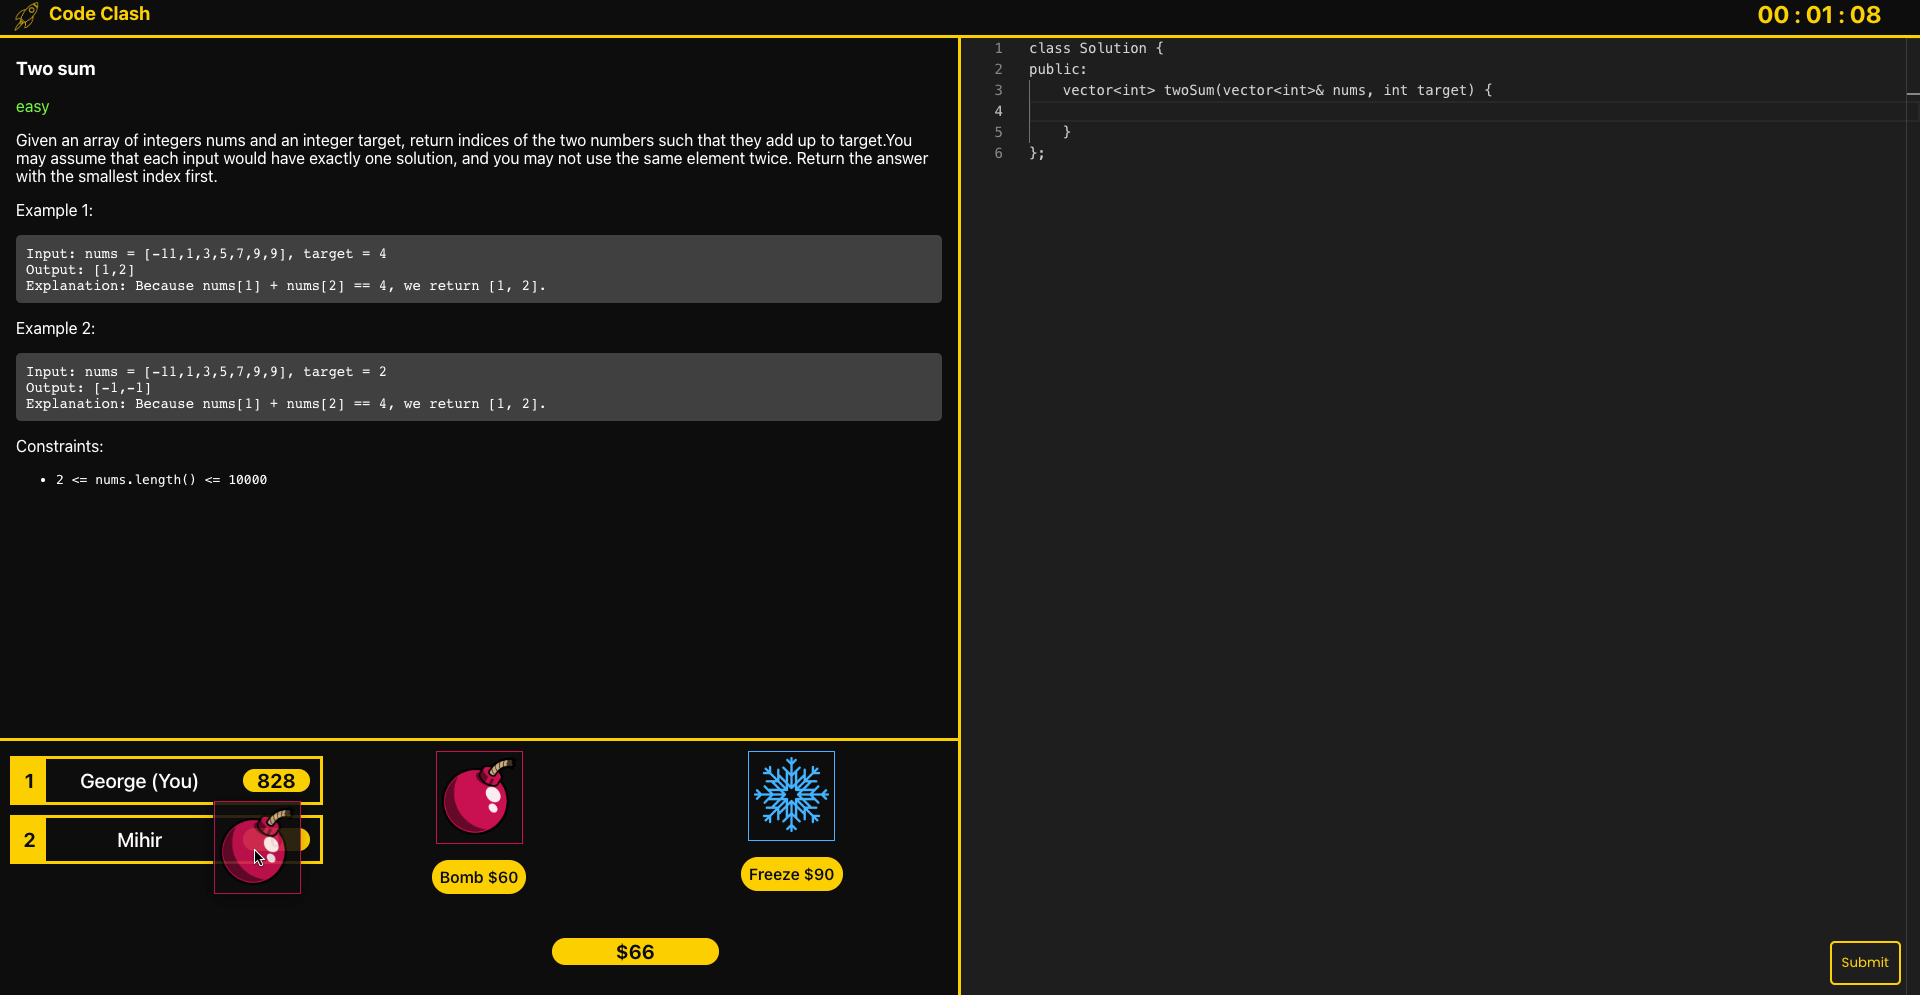 Code Clash
00 : 01 : 08
Two sum
easy
Given an array of integers nums and an integer target, return indices of the two numbers such that they add up to target.You
may assume that each input would have exactly one solution, and you may not use the same element twice. Return the answer
with the smallest index first.
Example 1:
Input: nums = [-11,1,3,5,7,9,9], target = 4
Output: [1,2]
Explanation: Because nums[1] + nums[2] == 4, we return [1, 2].
Example 2:
Input: nums = [-11,1,3,5,7,9,9], target = 2
Output: [-1,-1]
Explanation: Because nums[1] + nums[2] == 4, we return [1, 2].
Constraints:
• 2 <= nums.length() <= 10000
1 George (You) 828
2 Mihir
Bomb $60
Freeze $90
$66
1 class Solution {
2 public:
3     vector<int> twoSum(vector<int>& nums, int target) {
4
5     }
6 };
Submit